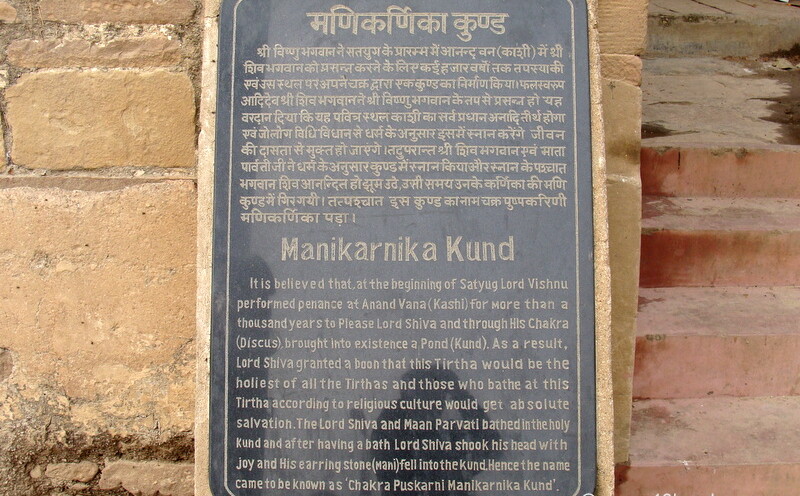 मणिकर्णिका कुण्ड
श्री विष्णु भगवान ने सतयुग के प्रारम्भ में आनन्द वन (काशी) में श्री
शिव भगवान को प्रसन्न करने के लिए कई हजार वर्षों तक तपस्या की
एवं उस स्थल पर अपने चक्र द्वारा एक कुण्ड का निर्माण किया। फलस्वरूप
आदिदेव श्री शिव भगवान ने श्री विष्णु भगवान के तप से प्रसन्न हो यह
वरदान दिया कि यह पवित्र स्थल काशी का सर्व प्रधान अनादि तीर्थ होगा
एवं जो लोग विधि विधान से धर्म के अनुसार इसमें स्नान करेंगे जीवन
की दासता से मुक्त हो जाएंगे। तदुपरान्त श्री शिव भगवान एवं माता
पार्वती जी ने धर्म के अनुसार कुण्ड में स्नान किया और स्नान के पश्चात
भगवान शिव आनन्दित हो झूम उठे, उसी समय उनके कर्णिका की मणि
कुण्ड में गिर गयी। तत्पश्चात इस कुण्ड का नाम चक्र पुष्पकरिणी
मणिकर्णिका पड़ा।
Manikarnika Kund
It is believed that, at the beginning of Satyug Lord Vishnu
performed penance at Anand Vana (Kashi) for more than a
thousand years to Please Lord Shiva and through His Chakra
(Discus), brought into existence a Pond (Kund). As a result,
Lord Shiva granted a boon that this Tirtha would be the
holiest of all the Tirthas and those who bathe at this
Tirtha according to religious culture would get absolute
salvation. The Lord Shiva and Maan Parvati bathed in the holy
kund and after having a bath Lord Shiva shook his head with
joy and His earring stone (mani) fell into the kund. Hence the name
came to be known as 'Chakra Puskarni Manikarnika Kund'.